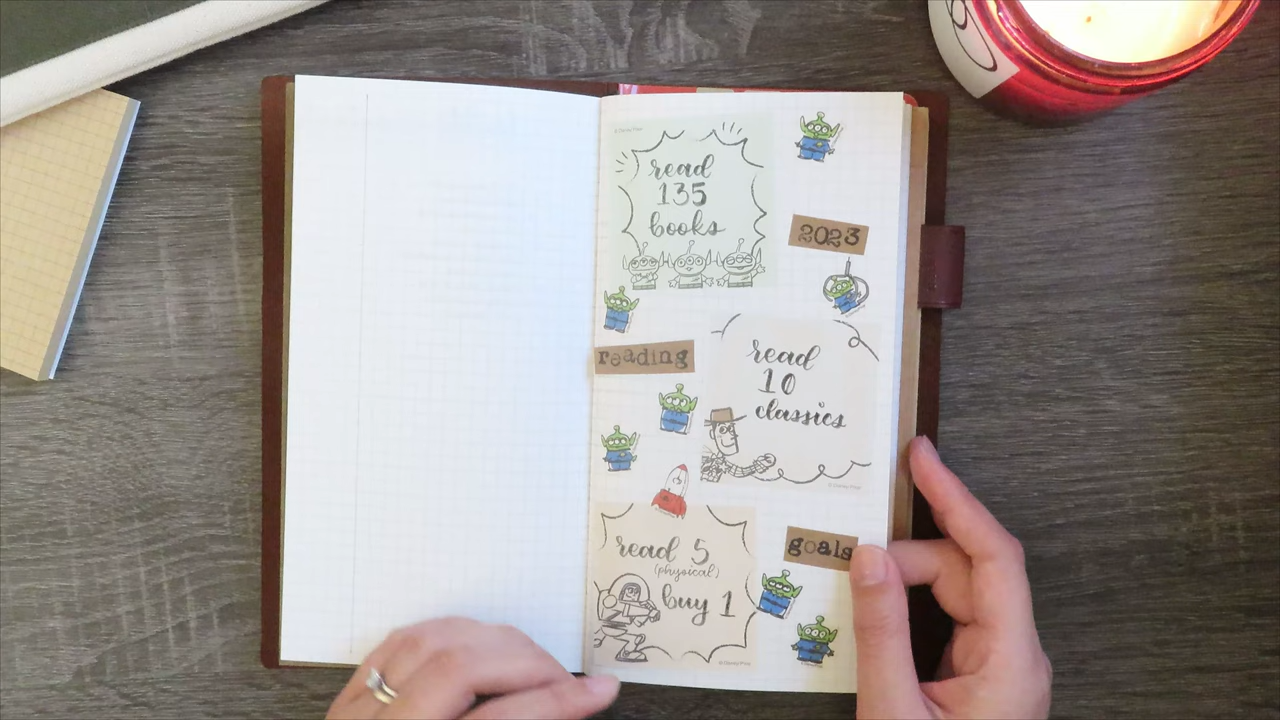 read
135
books
2023
reading
read
10
classics
read 5
(physical)
buy 1
goals